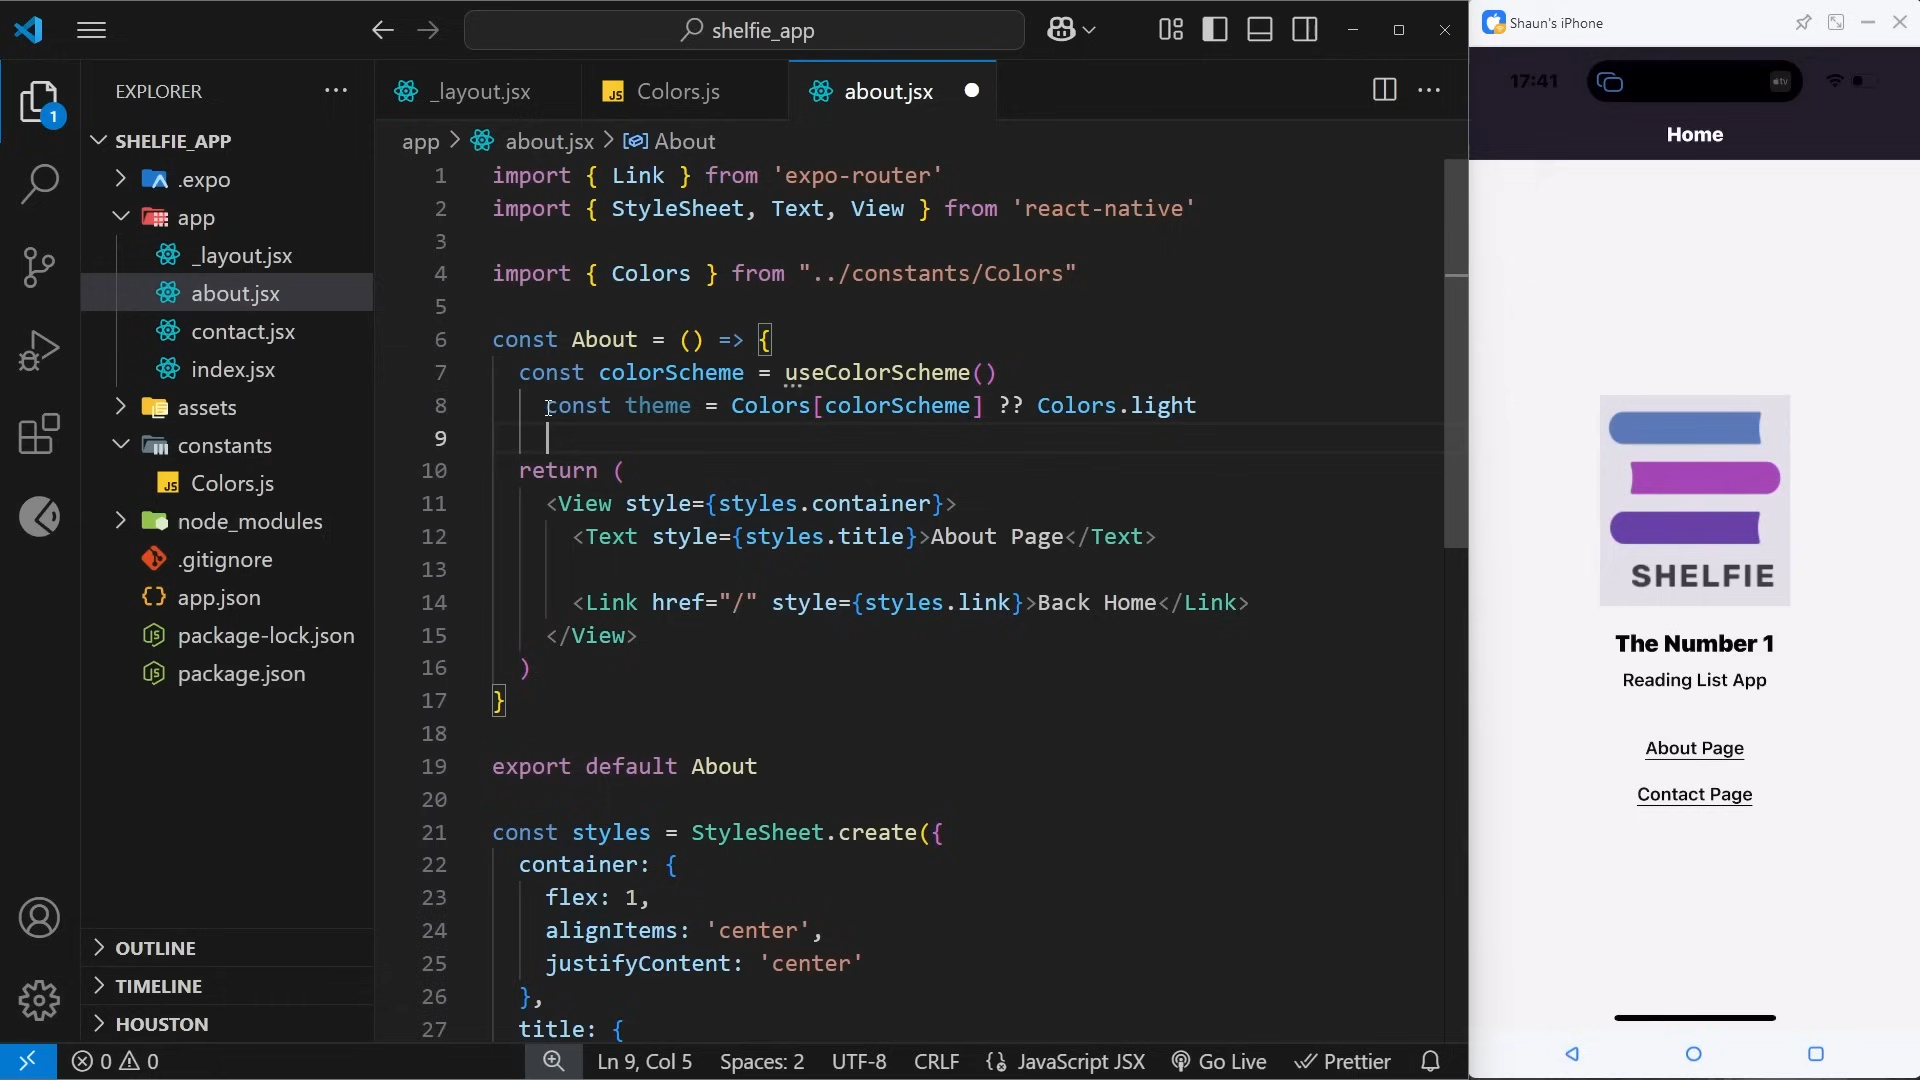 shelfie_app
Shaun's iPhone
EXPLORER
_layout.jsx
Colors.js
about.jsx
17:41
tv
Home
1
SHELFIE_APP
app > about.jsx > About
.expo
app
_layout.jsx
about.jsx
contact.jsx
index.jsx
assets
constants
Colors.js
node_modules
.gitignore
app.json
package-lock.json
package.json
OUTLINE
TIMELINE
HOUSTON
1 import { Link } from 'expo-router'
2 import { StyleSheet, Text, View } from 'react-native'
3
4 import { Colors } from "../constants/Colors"
5
6 const About = () => {
7 const colorScheme = useColorScheme()
8 const theme = Colors[colorScheme] ?? Colors.light
9
10 return (
11 <View style={styles.container}>
12 <Text style={styles.title}>About Page</Text>
13
14 <Link href="/" style={styles.link}>Back Home</Link>
15 </View>
16 )
17 }
18
19 export default About
20
21 const styles = StyleSheet.create({
22 container: {
23 flex: 1,
24 alignItems: 'center',
25 justifyContent: 'center'
26 },
27 title: {
SHELFIE
The Number 1
Reading List App
About Page
Contact Page
0 0 Ln 9, Col 5 Spaces: 2 UTF-8 CRLF {} JavaScript JSX Go Live Prettier